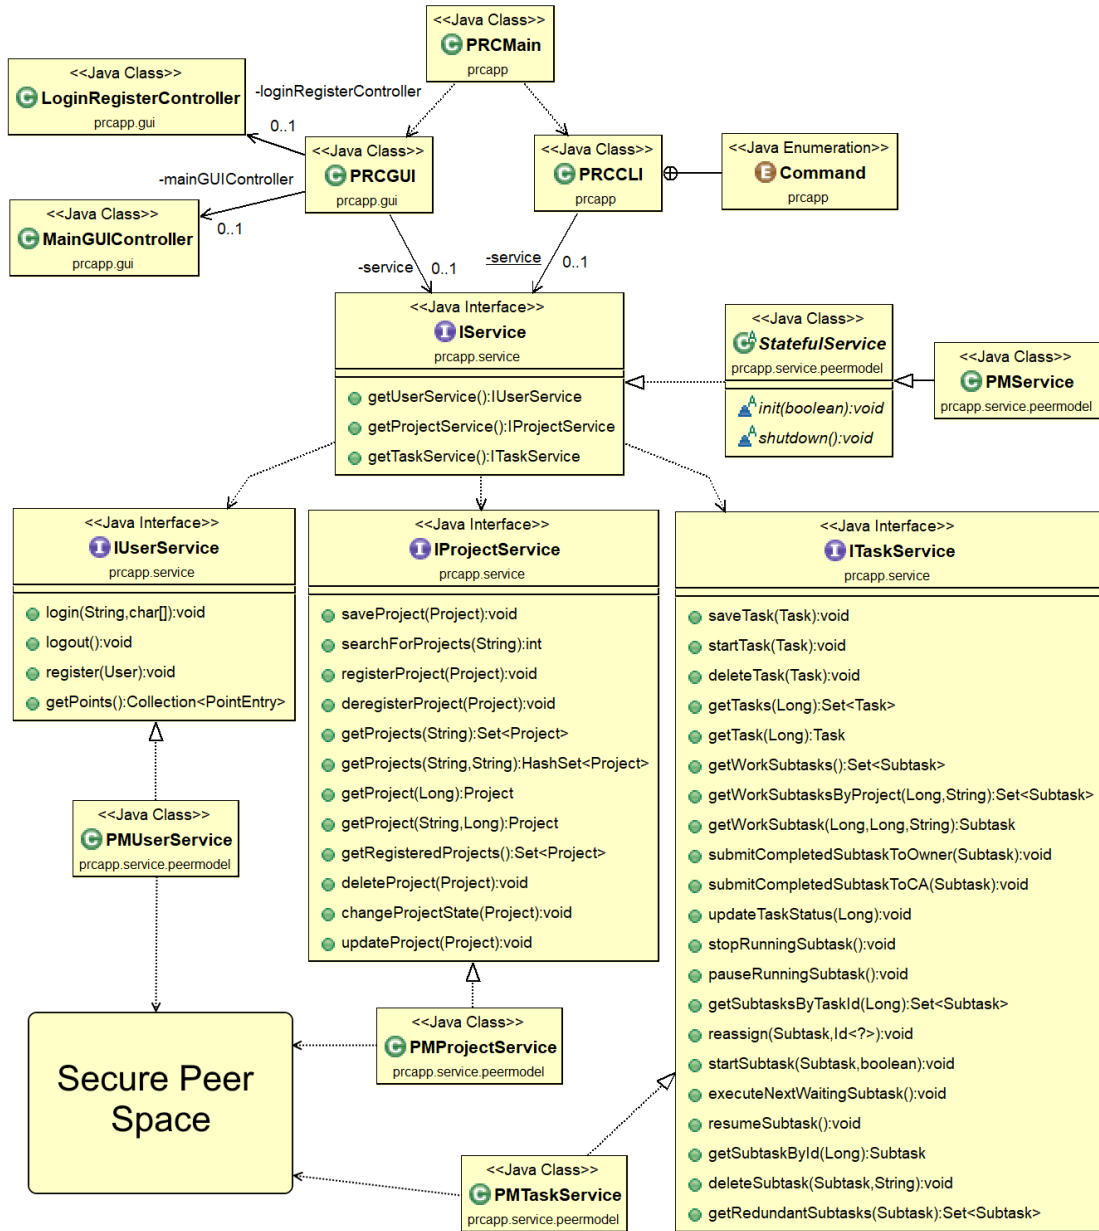 <<Java Class>>
PRCMain
prcapp
<<Java Class>>
LoginRegisterController
prcapp.gui
-loginRegisterController
0..1
<<Java Class>>
PRCGUI
prcapp.gui
<<Java Class>>
PRCCLI
prcapp
<<Java Enumeration>>
Command
prcapp
-mainGUIController
0..1
<<Java Class>>
MainGUIController
prcapp.gui
-service
0..1
-service
0..1
<<Java Interface>>
IService
prcapp.service
getUserService():IUserService
getProjectService():IProjectService
getTaskService():ITaskService
<<Java Class>>
StatefulService
prcapp.service.peermodel
init(boolean):void
shutdown():void
<<Java Class>>
PMService
prcapp.service.peermodel
<<Java Interface>>
IUserService
prcapp.service
login(String,char[]):void
logout():void
register(User):void
getPoints():Collection<PointEntry>
<<Java Interface>>
IProjectService
prcapp.service
saveProject(Project):void
searchForProjects(String):int
registerProject(Project):void
deregisterProject(Project):void
getProjects(String):Set<Project>
getProjects(String,String):HashSet<Project>
getProject(Long):Project
getProject(String,Long):Project
getRegisteredProjects():Set<Project>
deleteProject(Project):void
changeProjectState(Project):void
updateProject(Project):void
<<Java Interface>>
ITaskService
prcapp.service
saveTask(Task):void
startTask(Task):void
deleteTask(Task):void
getTasks(Long):Set<Task>
getTask(Long):Task
getWorkSubtasks():Set<Subtask>
getWorkSubtasksByProject(Long,String):Set<Subtask>
getWorkSubtask(Long,Long,String):Subtask
submitCompletedSubtaskToOwner(Subtask):void
submitCompletedSubtaskToCA(Subtask):void
updateTaskStatus(Long):void
stopRunningSubtask():void
pauseRunningSubtask():void
getSubtasksByTaskId(Long):Set<Subtask>
reassign(Subtask,Id<?>):void
startSubtask(Subtask,boolean):void
executeNextWaitingSubtask():void
resumeSubtask():void
getSubtaskById(Long):Subtask
deleteSubtask(Subtask,String):void
getRedundantSubtasks(Subtask):Set<Subtask>
<<Java Class>>
PMUserService
prcapp.service.peermodel
<<Java Class>>
PMProjectService
prcapp.service.peermodel
Secure Peer
Space
<<Java Class>>
PMTaskService
prcapp.service.peermodel